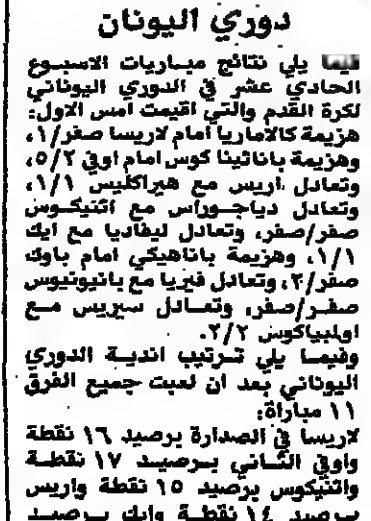 دوري اليونان
فيما يلي نتائج مباريات الاسبوع
الحادي عشر في الدوري اليوناني
لكرة القدم والتي اقيمت امس الاول:
هزيمة كالاماريا امام لاريسا صفر/١،
وهزيمة باناثينا كوس امام اوفي ٥/٢،
وتعادل اريس مع هيراكليس ١/١،
وتعادل دياجوراس مع اثنيكوس
صفر/صفر، وتعادل ليفاديا مع ايك
١/١، وهزيمة باناهيكي امام باوك
صفر/٢، وتعادل فيريا مع بانيونيوس
صفر/صفر، وتعادل سيريس مع
اولمبياكوس ٢/٢.
وفيما يلي ترتيب اندية الدوري
اليوناني بعد ان لعبت جميع الفرق
١١ مباراة:
لاريسا في الصدارة برصيد ١٦ نقطة
واوفي الثاني برصيد ١٧ نقطة
واثنيكوس برصيد ١٥ نقطة واريس
برصيد ١٤ نقطة وايك برصيد